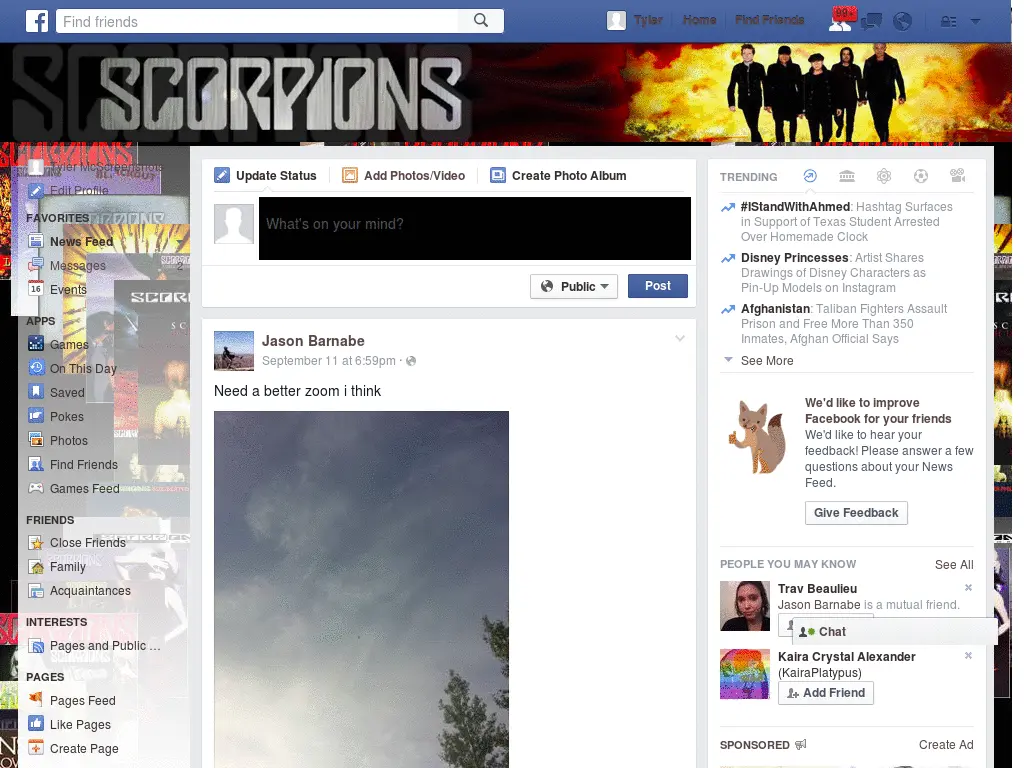 Find friends
Tyler
Home
Find Friends
99+
SCORPIONS
Tyler McScreenshots
Edit Profile
FAVORITES
News Feed
Messages
2
16
Events
APPS
Games
On This Day
Saved
Pokes
Photos
Find Friends
Games Feed
FRIENDS
Close Friends
Family
Acquaintances
INTERESTS
Pages and Public ...
PAGES
Pages Feed
Like Pages
Create Page
Update Status
Add Photos/Video
Create Photo Album
What's on your mind?
Public
Post
Jason Barnabe
September 11 at 6:59pm ·
Need a better zoom i think
TRENDING
#IStandWithAhmed: Hashtag Surfaces
in Support of Texas Student Arrested
Over Homemade Clock
Disney Princesses: Artist Shares
Drawings of Disney Characters as
Pin-Up Models on Instagram
Afghanistan: Taliban Fighters Assault
Prison and Free More Than 350
Inmates, Afghan Official Says
See More
We'd like to improve
Facebook for your friends
We'd like to hear your
feedback! Please answer a few
questions about your News
Feed.
Give Feedback
PEOPLE YOU MAY KNOW
See All
Trav Beaulieu
Jason Barnabe is a mutual friend.
Chat
Kaira Crystal Alexander
(KairaPlatypus)
Add Friend
SPONSORED
Create Ad